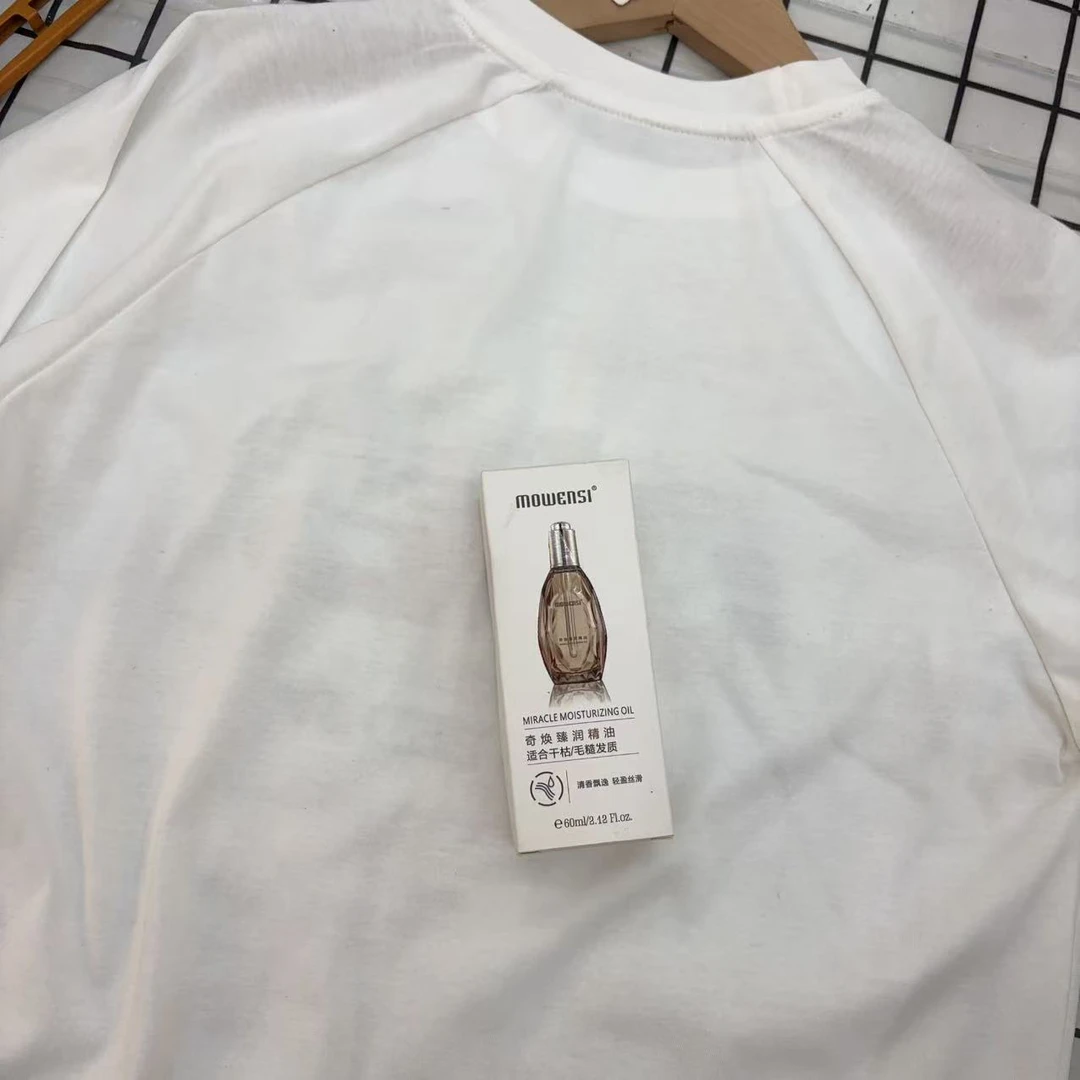 mowensi®
mowensi
MIRACLE MOISTURIZING OIL
奇焕臻润精油
适合干枯/毛糙发质
清香飘逸 轻盈丝滑
℮60ml/2.12 Fl.oz.